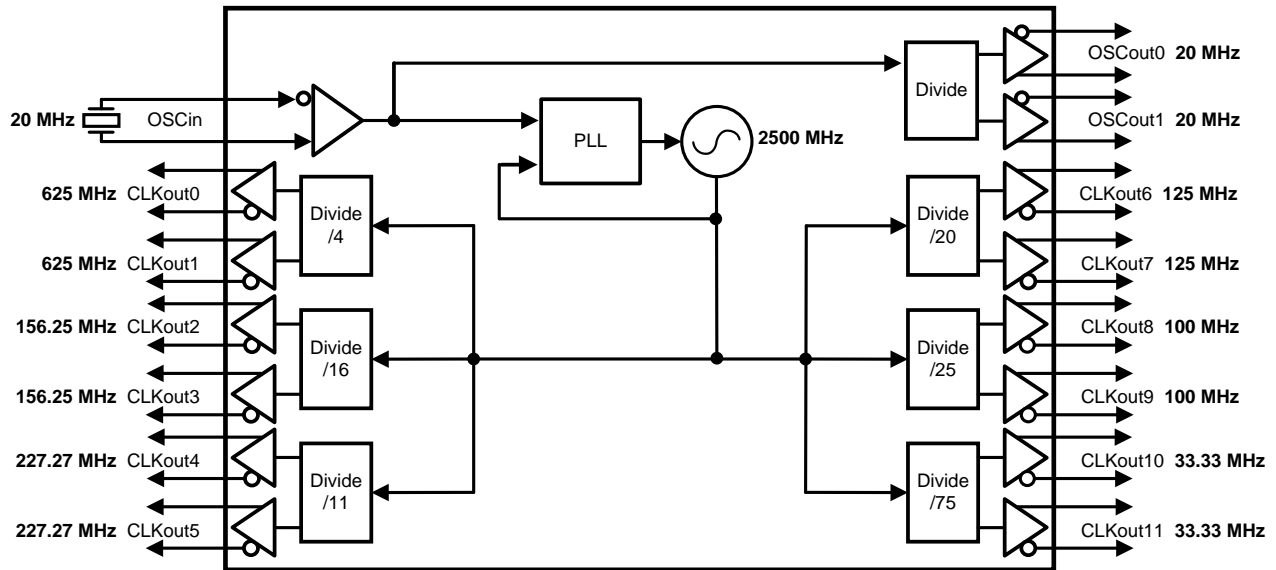 OSCout0 20 MHz
Divide
20 MHz OSCin
PLL
2500 MHz
OSCout1 20 MHz
625 MHz CLKout0
Divide
/4
Divide
/20
CLKout6 125 MHz
625 MHz CLKout1
CLKout7 125 MHz
156.25 MHz CLKout2
Divide
/16
Divide
/25
CLKout8 100 MHz
156.25 MHz CLKout3
CLKout9 100 MHz
227.27 MHz CLKout4
Divide
/11
Divide
/75
CLKout10 33.33 MHz
227.27 MHz CLKout5
CLKout11 33.33 MHz